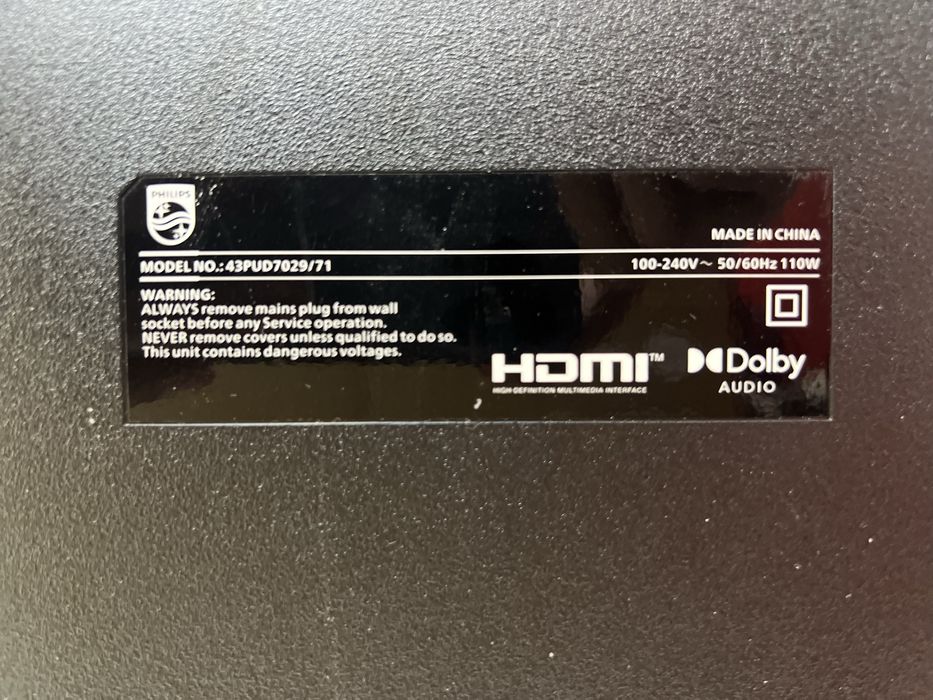 PHILIPS
MADE IN CHINA
MODEL NO.: 43PUD7029/71
100-240V~ 50/60Hz 110W
WARNING:
ALWAYS remove mains plug from wall
socket before any Service operation.
NEVER remove covers unless qualified to do so.
This unit contains dangerous voltages.
HDMI™
HIGH-DEFINITION MULTIMEDIA INTERFACE
Dolby
AUDIO